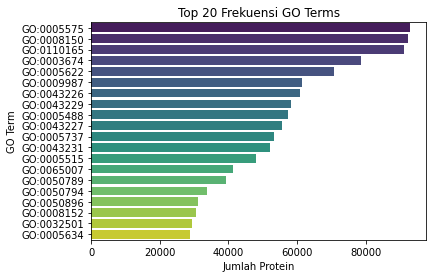 Top 20 Frekuensi GO Terms
GO Term
GO:0005575
GO:0008150
GO:0110165
GO:0003674
GO:0005622
GO:0009987
GO:0043226
GO:0043229
GO:0005488
GO:0043227
GO:0005737
GO:0043231
GO:0005515
GO:0065007
GO:0050789
GO:0050794
GO:0050896
GO:0008152
GO:0032501
GO:0005634
0 20000 40000 60000 80000
Jumlah Protein